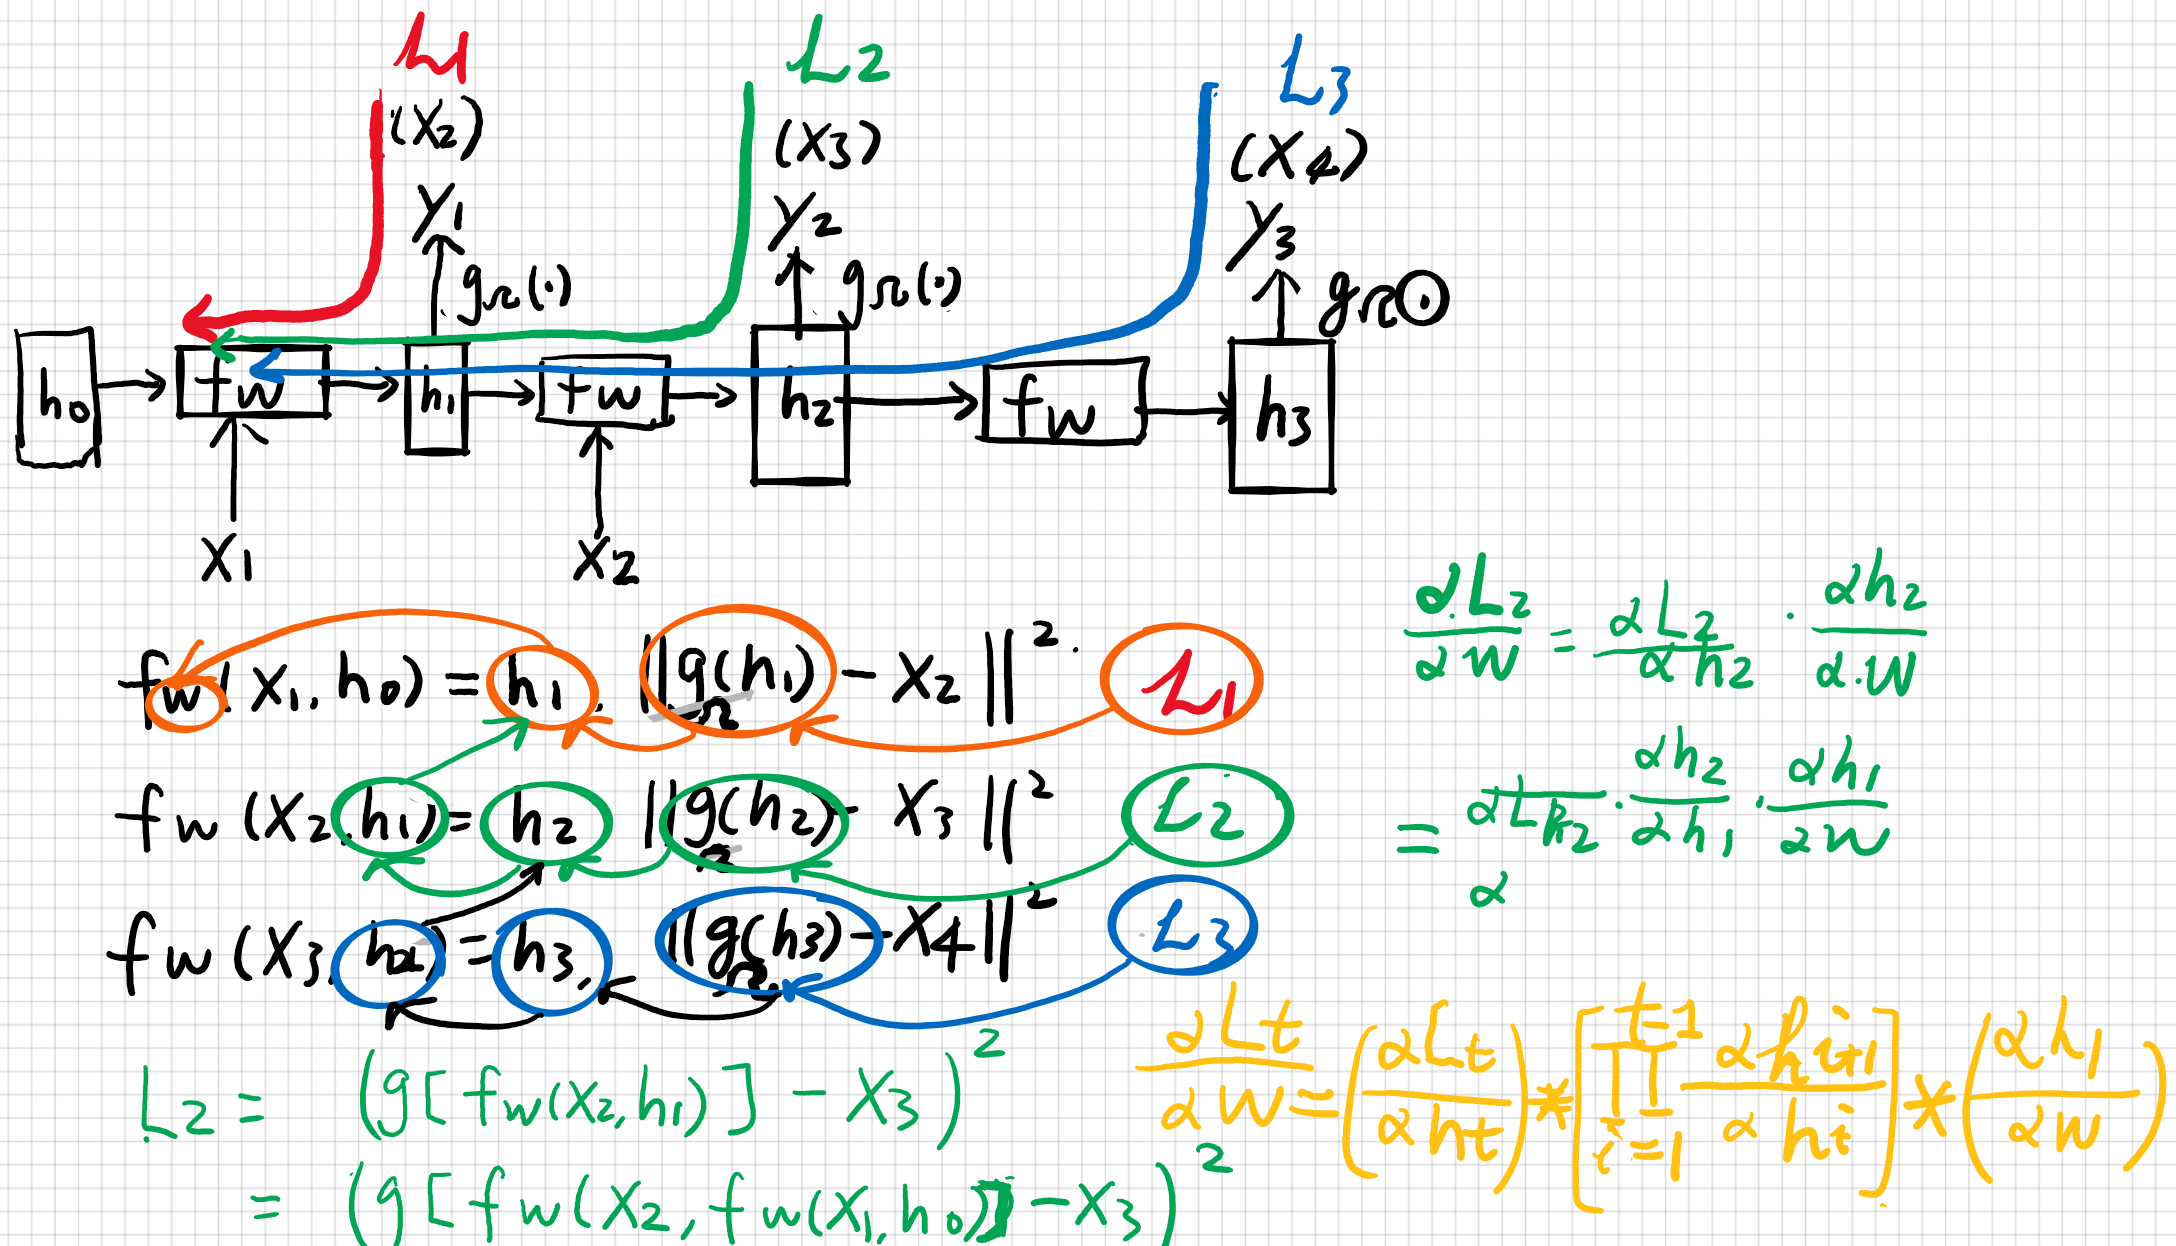 L1 L2 L3
(X2) (X3) (X4)
Y1 Y2 Y3
gΩ(·) gΩ(·) gΩ⊙
h0 fw h1 fw h2 fw h3
X1 X2
fw(X1, h0) = h1. ||gΩ(h1) - X2||². L1
fw(X2, h1) = h2 ||gΩ(h2) - X3||² L2
fw(X3, h2) = h3, ||gΩ(h3) - X4||² L3
L2 = (g[fw(X2,h1)] - X3)²
= (g[fw(X2, fw(X1,h0)] - X3)²
∂L2/∂W = ∂L2/∂h2 · ∂h2/∂.W
= ∂L2/∂h2 · ∂h2/∂h1 · ∂h1/∂W
∂Lt/∂W = (∂Lt/∂ht) * [∏ t-1 i=1 ∂hi+1/∂hi] * (∂h1/∂W)